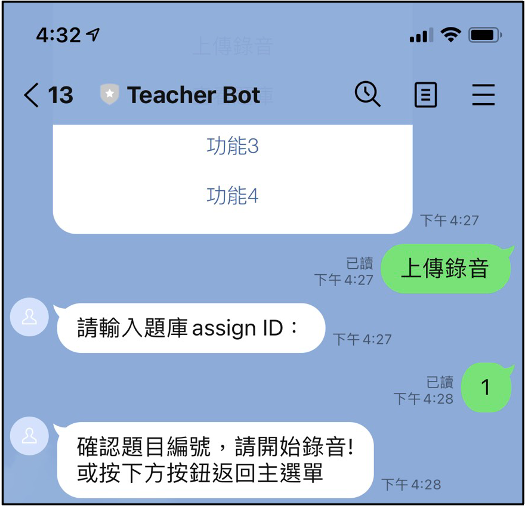 4:32
上傳錄音
13 Teacher Bot
功能3
功能4
下午 4:27
已讀
下午 4:27
上傳錄音
請輸入題庫 assign ID：
下午 4:27
已讀
下午 4:28
1
確認題目編號，請開始錄音!
或按下方按鈕返回主選單
下午 4:28